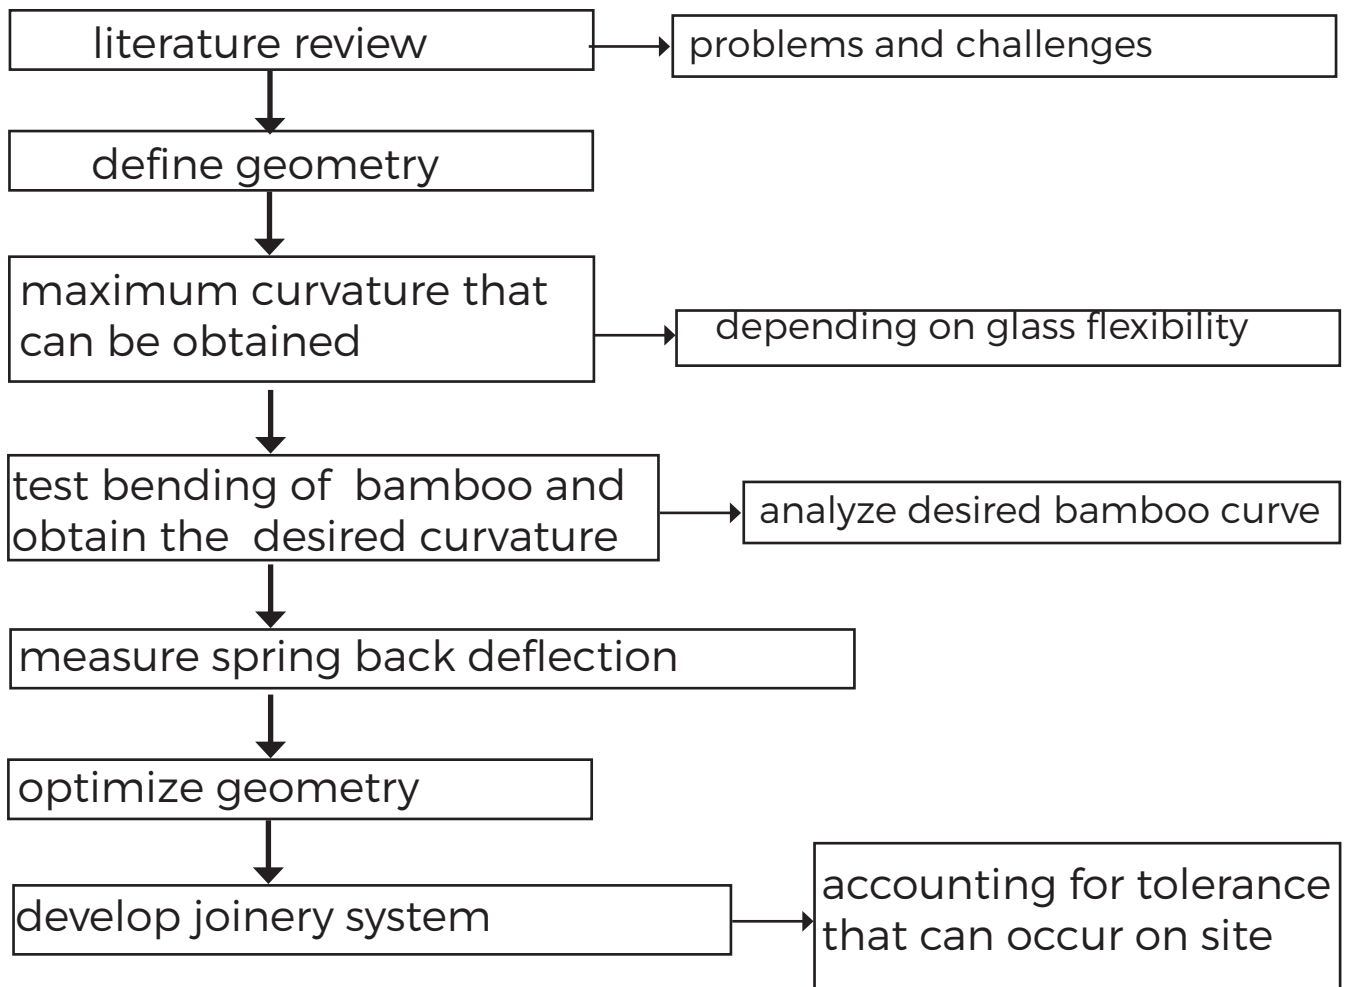 literature review
problems and challenges
define geometry
maximum curvature that
can be obtained
depending on glass flexibility
test bending of  bamboo and
obtain the  desired curvature
analyze desired bamboo curve
measure spring back deflection
optimize geometry
develop joinery system
accounting for tolerance
that can occur on site